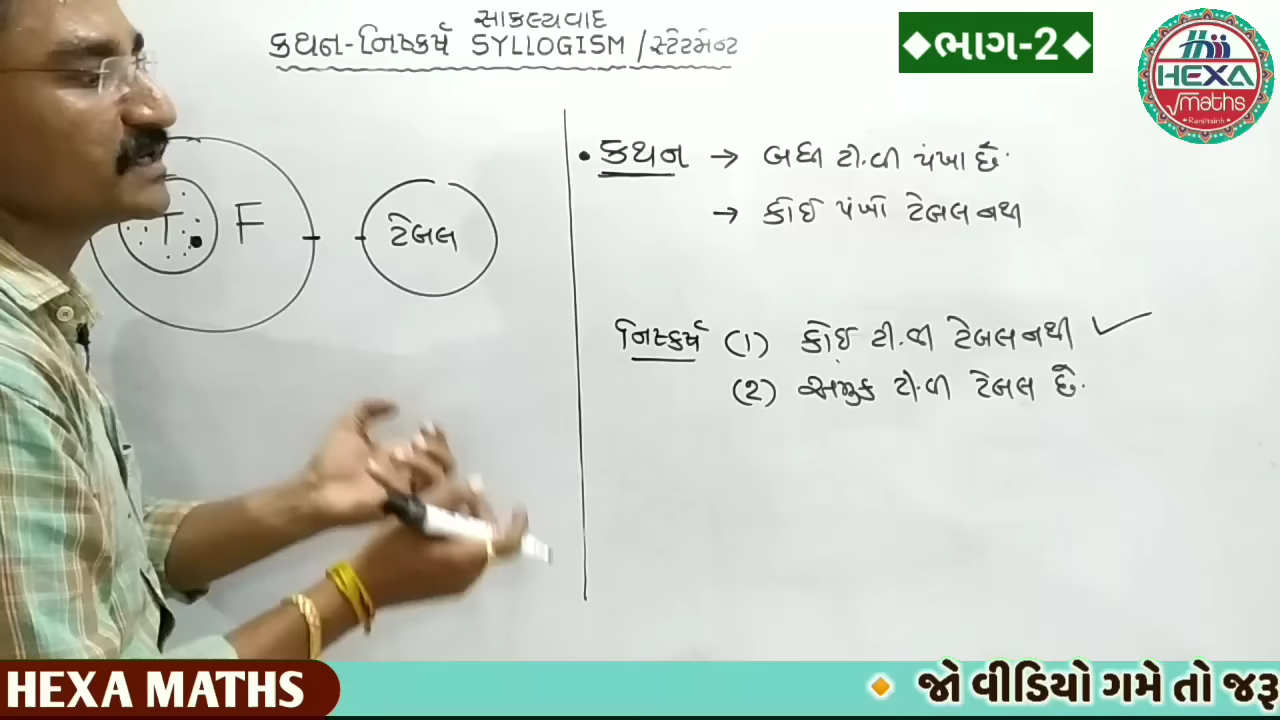 સાકલ્યવાદ
કથન-નિષ્કર્ષ SYLLOGISM / સ્ટેટમેન્ટ
◆ભાગ-2◆
HEXA
maths
Ranjitsinh
• કથન → બધા ટી.વી પંખા છે.
→ કોઈ પંખો ટેબલ નથી
T F ટેબલ
નિષ્કર્ષ (1) કોઈ ટી.વી ટેબલ નથી ✓
(2) અમુક ટી.વી ટેબલ છે.
HEXA MATHS
જો વીડિયો ગમે તો જરૂ